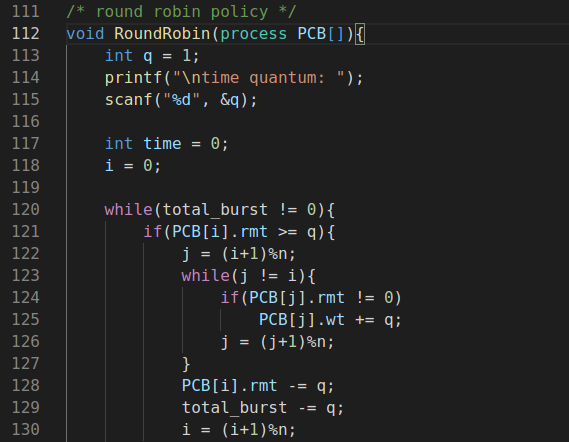 111 /* round robin policy */
112 void RoundRobin(process PCB[]){
113     int q = 1;
114     printf("\ntime quantum: ");
115     scanf("%d", &q);
116
117     int time = 0;
118     i = 0;
119
120     while(total_burst != 0){
121         if(PCB[i].rmt >= q){
122             j = (i+1)%n;
123             while(j != i){
124                 if(PCB[j].rmt != 0)
125                     PCB[j].wt += q;
126                 j = (j+1)%n;
127             }
128             PCB[i].rmt -= q;
129             total_burst -= q;
130             i = (i+1)%n;